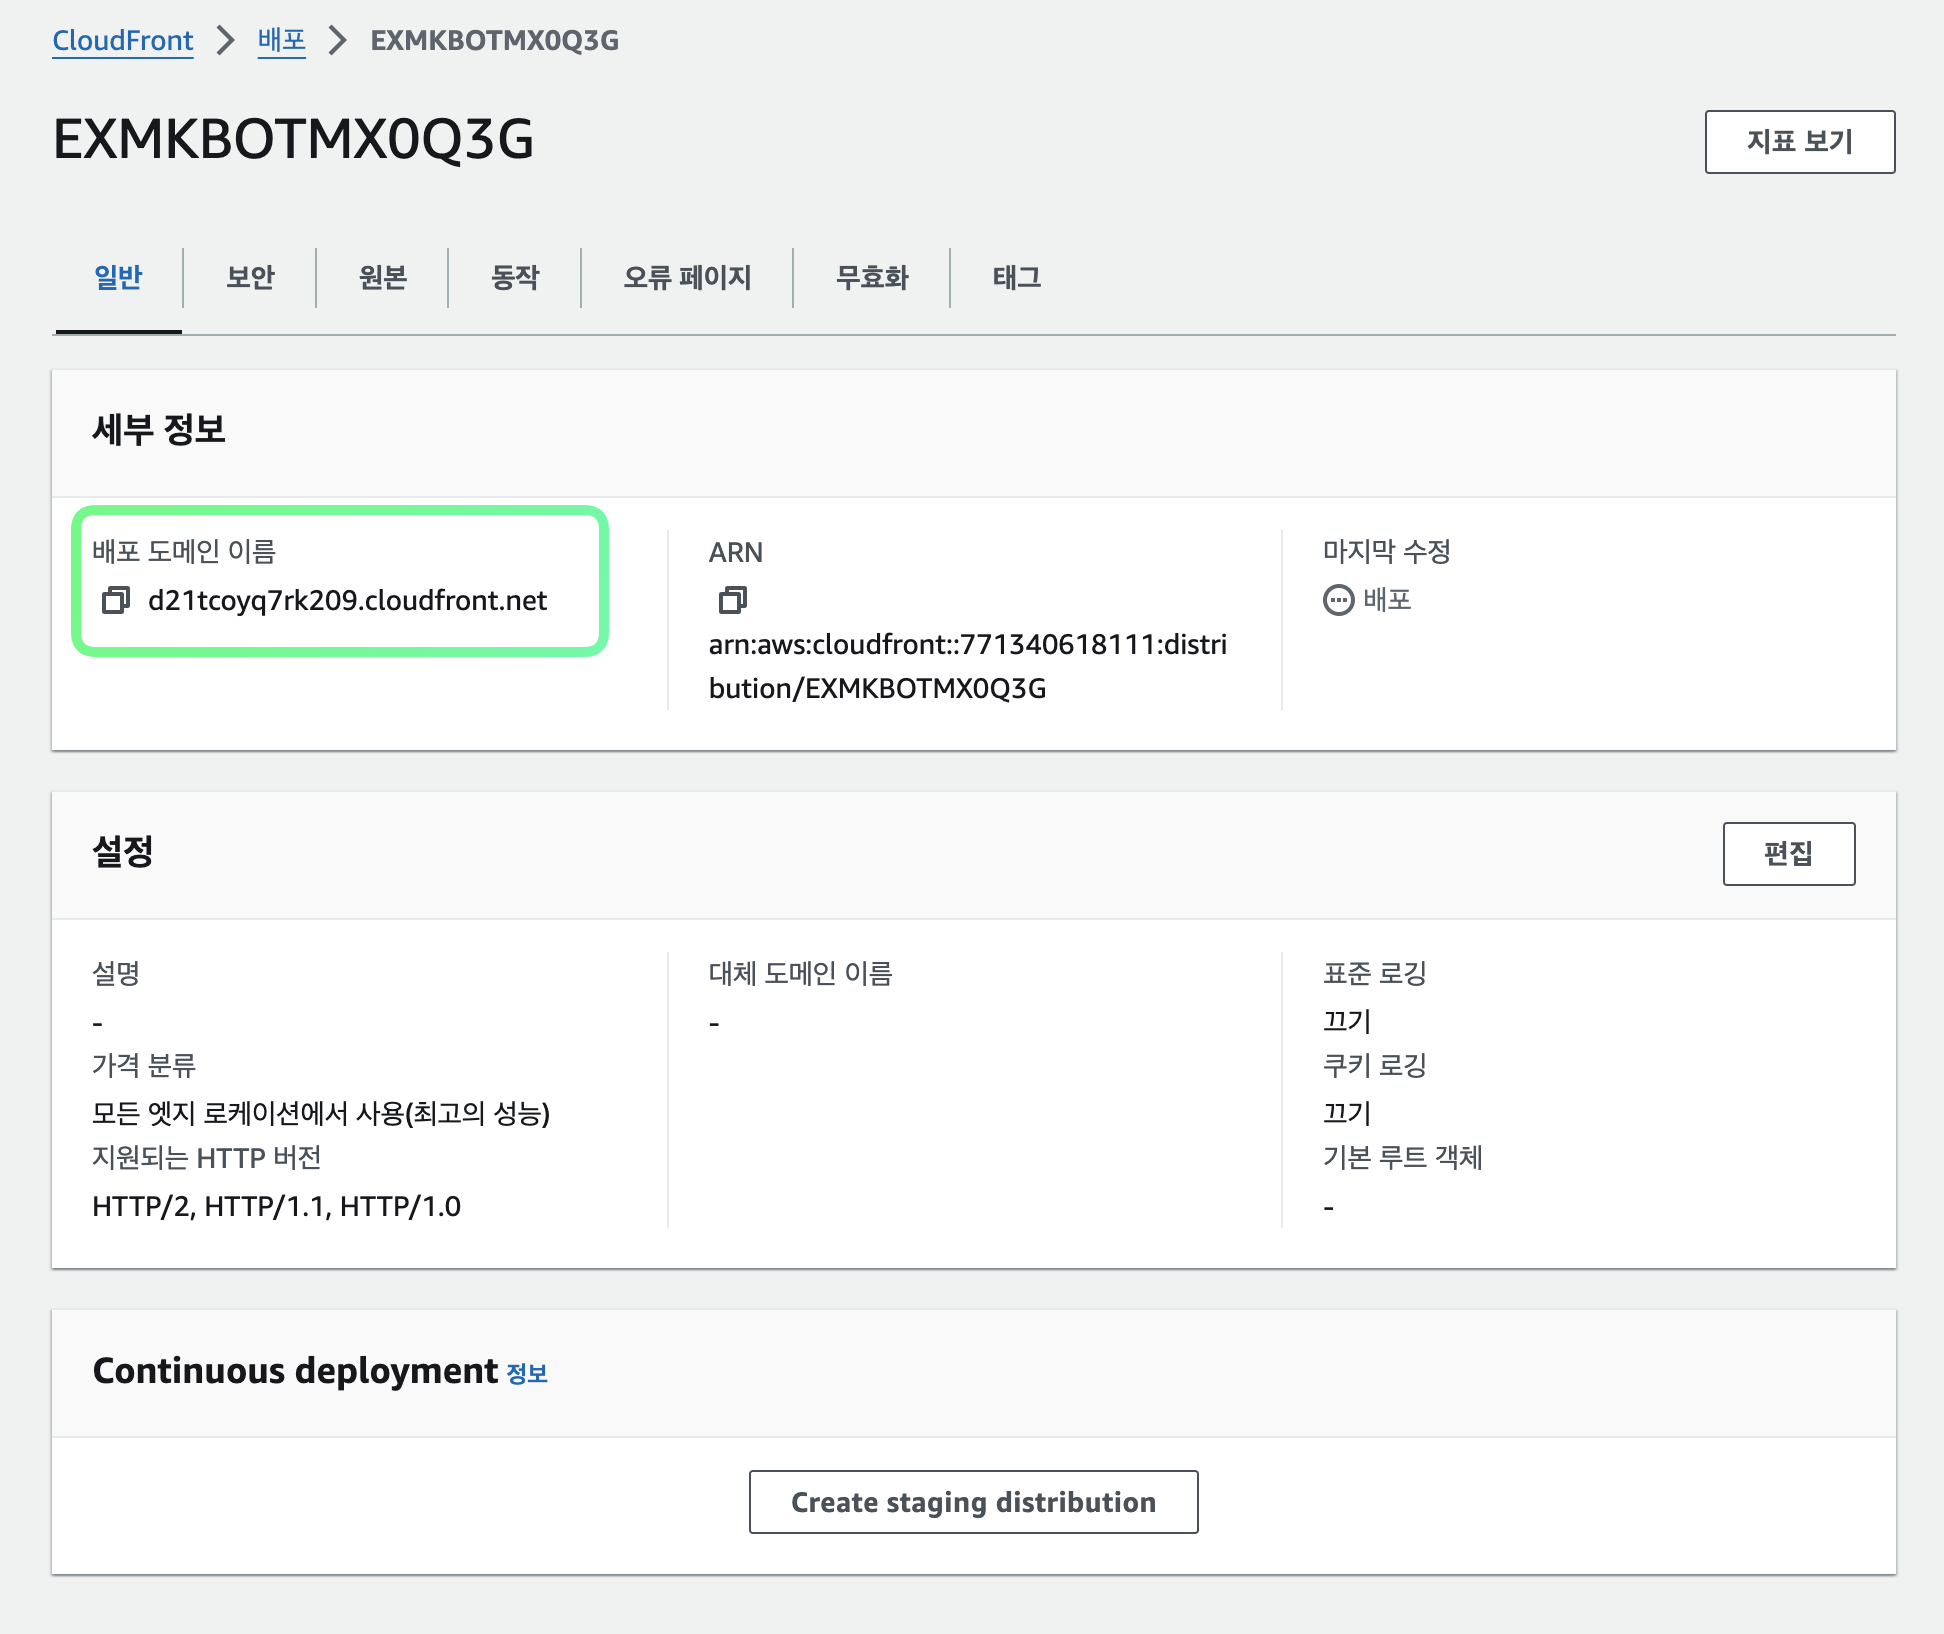 CloudFront > 배포 > EXMKBOTMX0Q3G
EXMKBOTMX0Q3G
지표 보기
일반 보안 원본 동작 오류 페이지 무효화 태그
세부 정보
배포 도메인 이름
d21tcoyq7rk209.cloudfront.net
ARN
arn:aws:cloudfront::771340618111:distri
bution/EXMKBOTMX0Q3G
마지막 수정
배포
설정
편집
설명
-
가격 분류
모든 엣지 로케이션에서 사용(최고의 성능)
지원되는 HTTP 버전
HTTP/2, HTTP/1.1, HTTP/1.0
대체 도메인 이름
-
표준 로깅
끄기
쿠키 로깅
끄기
기본 루트 객체
-
Continuous deployment 정보
Create staging distribution